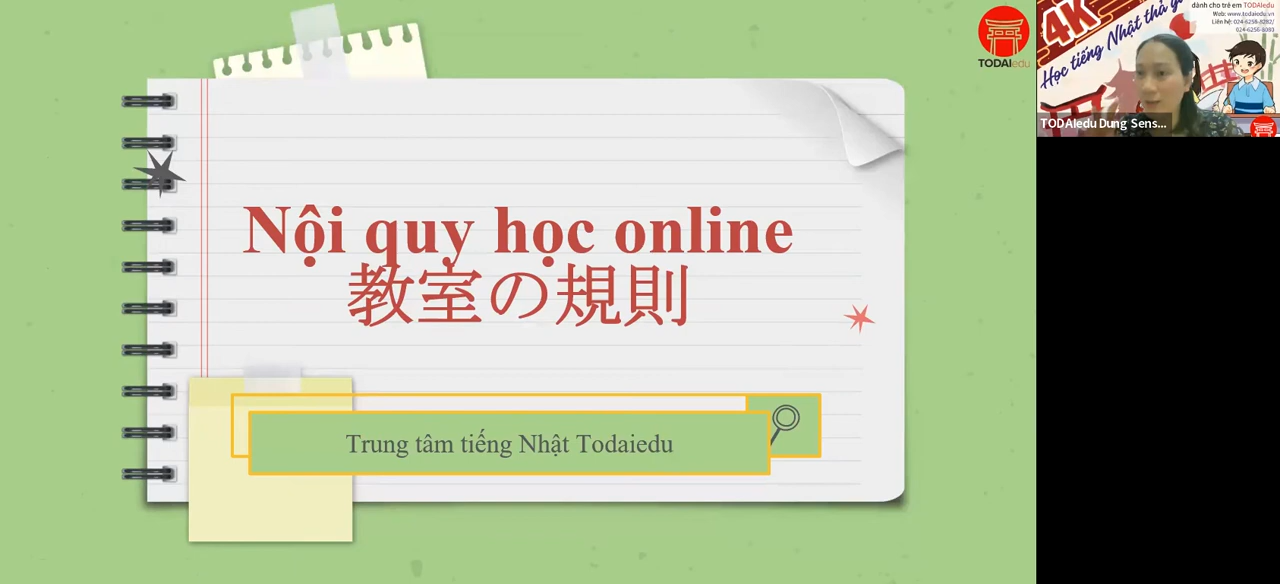 Nội quy học online
教室の規則
Trung tâm tiếng Nhật Todaiedu
TODAIedu
dành cho trẻ em TODAIedu
Web: www.todaiedu.vn
4K
Học tiếng Nhật thả
TODAIedu Dung Sens...